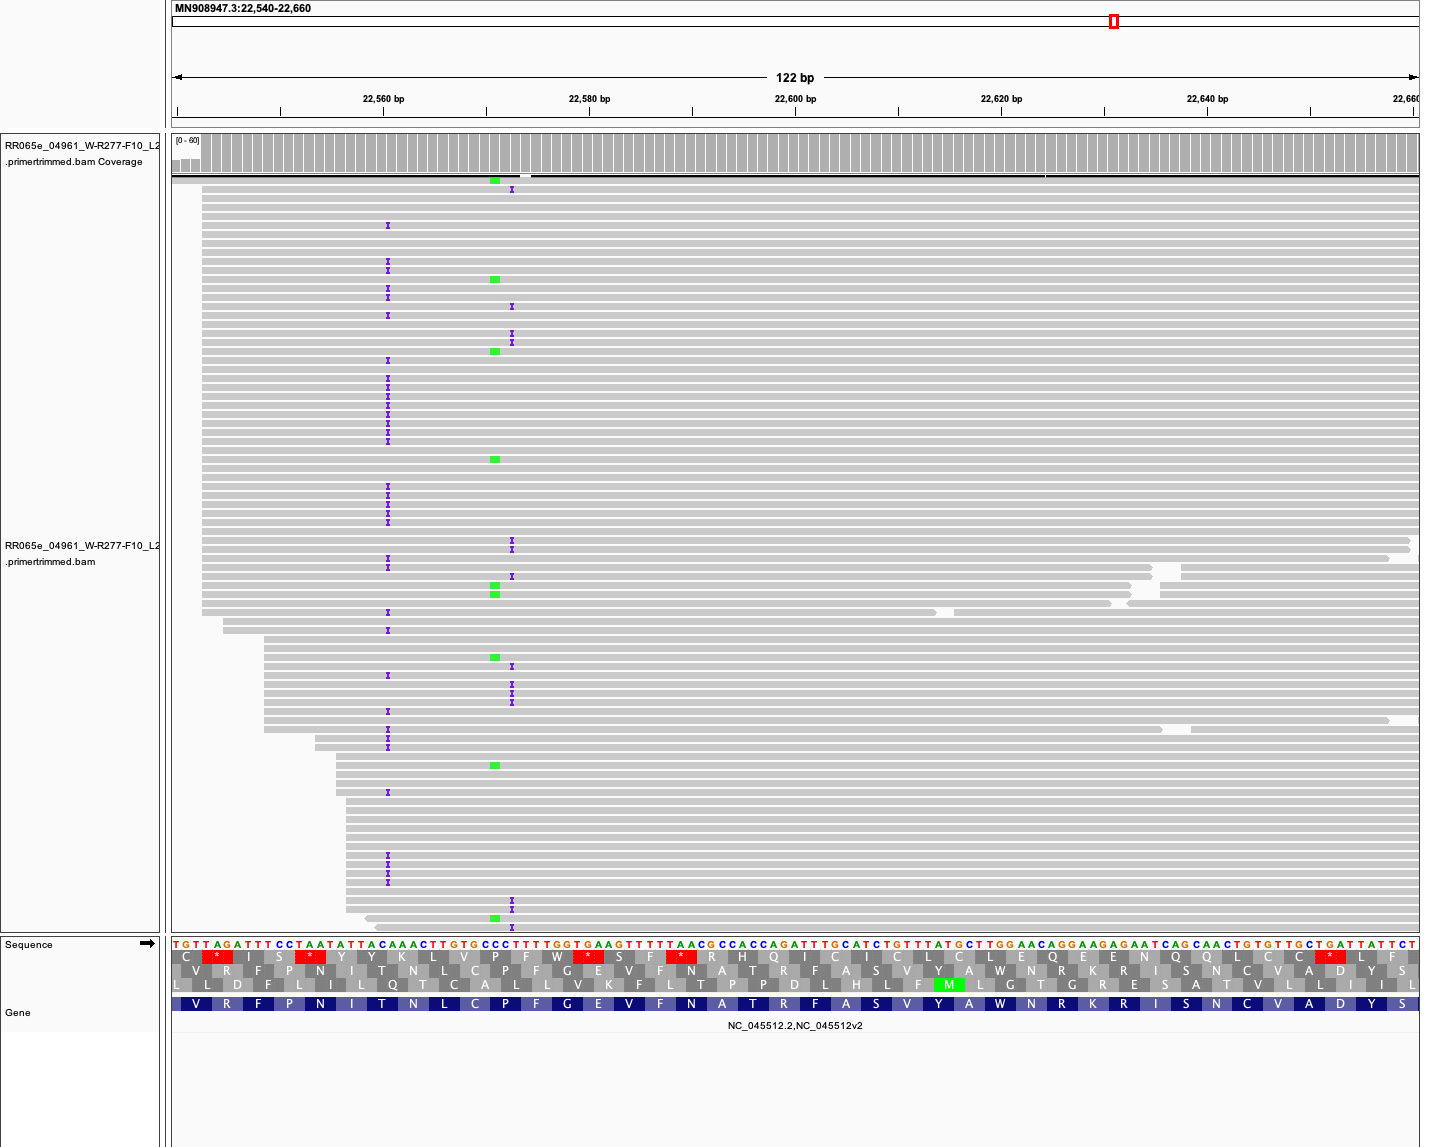 MN908947.3:22,540-22,660
122 bp
22,560 bp 22,580 bp 22,600 bp 22,620 bp 22,640 bp 22,660
RR065e_04961_W-R277-F10_L2
.primertrimmed.bam Coverage
[0 - 60]
RR065e_04961_W-R277-F10_L2
.primertrimmed.bam
Sequence
TGTTAGATTTCCTAATATTACAAACTTGTGCCCTTTTGGTGAAGTTTTTAACGCCACCAGATTTGCATCTGTTTATGCTTGGAACAGGAAGAGAATCAGCAACTGTGTTGCTGATTATTCT
C * I S * Y Y K L V P F W * S F * R H Q I C I C L C L E Q E E N Q Q L C C * L F
V R F P N I T N L C P F G E V F N A T R F A S V Y A W N R K R I S N C V A D Y S
L L D F L I L Q T C A L L V K F L T P P D L H L F M L G T G R E S A T V L L I I L
Gene
V R F P N I T N L C P F G E V F N A T R F A S V Y A W N R K R I S N C V A D Y S
NC_045512.2,NC_045512v2